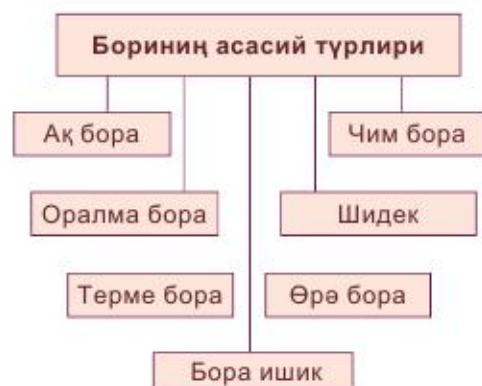 Бориниң асасий түрлири
Ақ бора
Чим бора
Оралма бора
Шидек
Терме бора
Өрә бора
Бора ишик